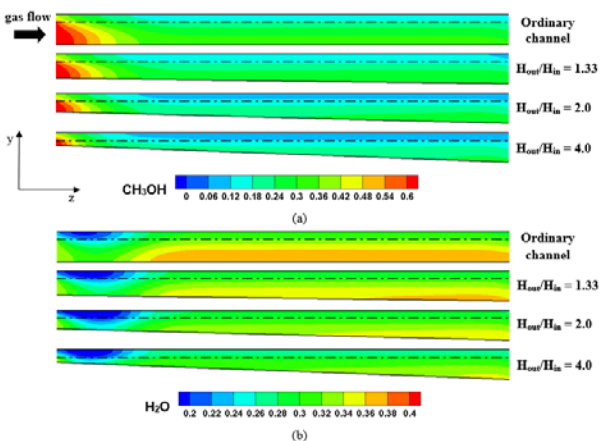 gas flow
Ordinary
channel
Hout/Hin = 1.33
Hout/Hin = 2.0
Hout/Hin = 4.0
y
z
CH3OH
0 0.06 0.12 0.18 0.24 0.3 0.36 0.42 0.48 0.54 0.6
(a)
Ordinary
channel
Hout/Hin = 1.33
Hout/Hin = 2.0
Hout/Hin = 4.0
H2O
0.2 0.22 0.24 0.26 0.28 0.3 0.32 0.34 0.36 0.38 0.4
(b)